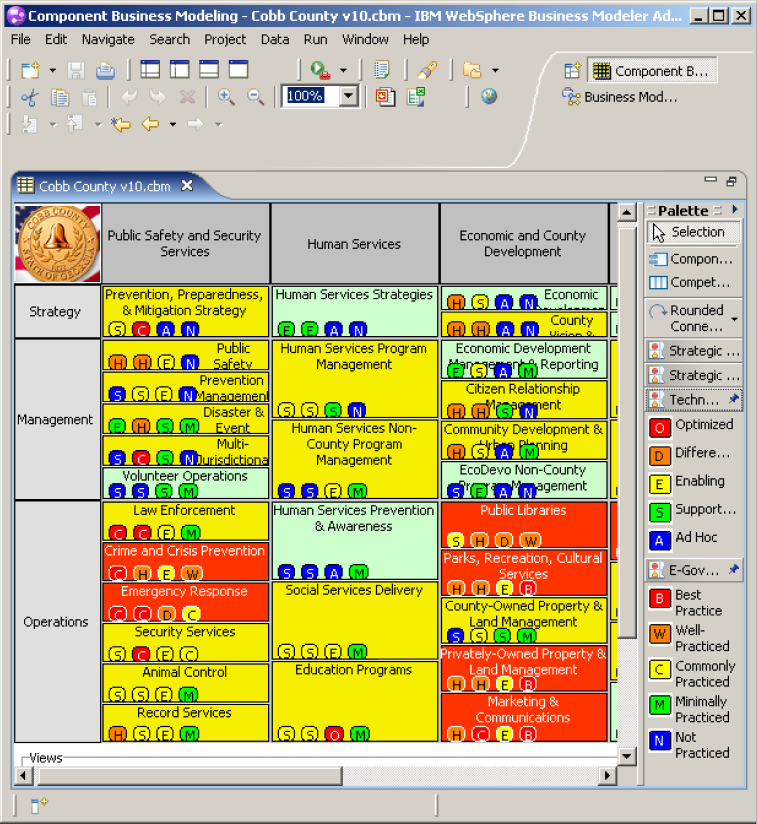 Component Business Modeling - Cobb County v10.cbm - IBM WebSphere Business Modeler Ad...
File Edit Navigate Search Project Data Run Window Help
Component B...
100%
Business Mod...
Cobb County v10.cbm
Public Safety and Security
Services
Human Services
Economic and County
Development
Strategy
Prevention, Preparedness,
& Mitigation Strategy
S C A N
Human Services Strategies
E E A N
Economic
H S A N
County
Vision &
H H A N
Management
Public
Safety
H H E N
Prevention
Management
S S E N
Disaster &
Event
E H S M
Multi-
Jurisdictiona
S C S N
Volunteer Operations
S S S M
Human Services Program
Management
S S S N
Human Services Non-
County Program
Management
S S E M
Economic Development
Management & Reporting
E S A M
Citizen Relationship
Management
H H S N
Community Development &
Urban Planning
H S A M
EcoDevo Non-County
Program Management
S E A N
Operations
Law Enforcement
C C E M
Crime and Crisis Prevention
C H E W
Emergency Response
C C D C
Security Services
S C E C
Animal Control
S S E M
Record Services
H S E M
Human Services Prevention
& Awareness
S S A M
Social Services Delivery
S S E M
Education Programs
S S O M
Public Libraries
S H D W
Parks, Recreation, Cultural
Services
H H E B
County-Owned Property &
Land Management
S S S M
Privately-Owned Property &
Land Management
H H E B
Marketing &
Communications
H C E B
Views
Palette
Selection
Compon...
Compet...
Rounded
Conne...
Strategic ...
Strategic ...
Techn...
O Optimized
D Differe...
E Enabling
S Support...
A Ad Hoc
E-Gov...
B Best
Practice
W Well-
Practiced
C Commonly
Practiced
M Minimally
Practiced
N Not
Practiced